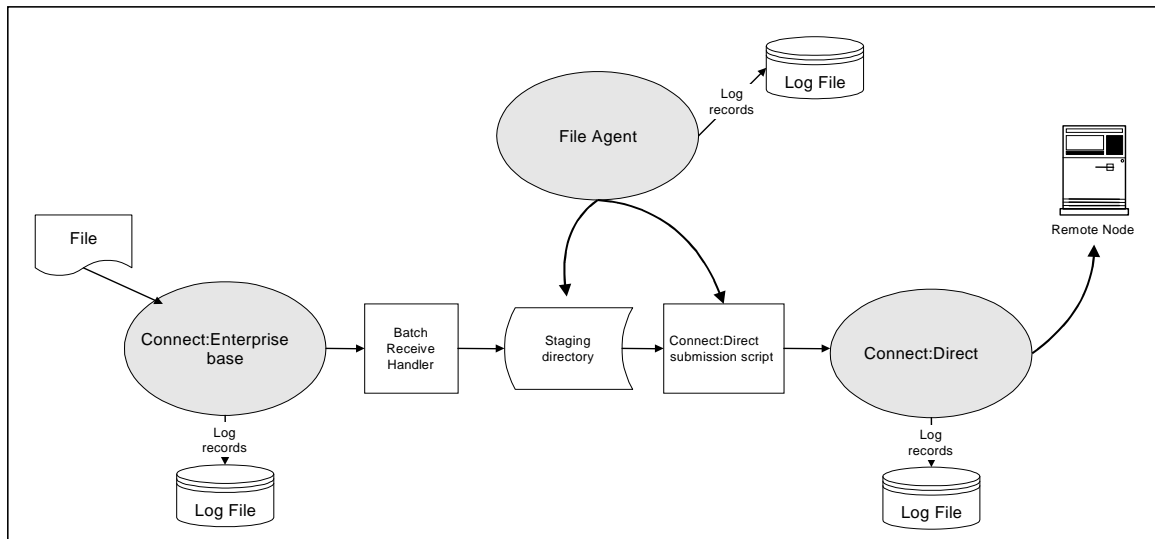 Log File
Log
records
File Agent
File
Remote Node
Connect:Enterprise
base
Batch
Receive
Handler
Staging
directory
Connect:Direct
submission script
Connect:Direct
Log
records
Log File
Log
records
Log File